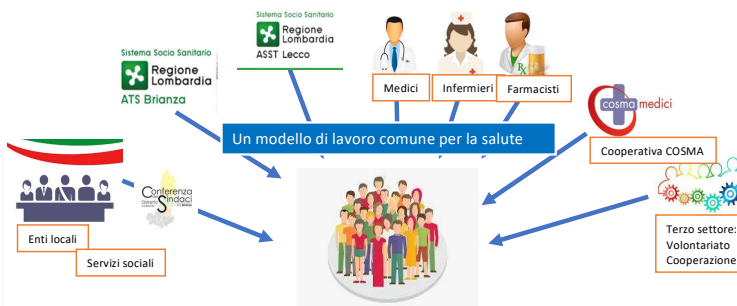 Sistema Socio Sanitario
Regione
Lombardia
ATS Brianza
Sistema Socio Sanitario
Regione
Lombardia
ASST Lecco
Medici
Infermieri
Rx
Farmacisti
Un modello di lavoro comune per la salute
cosma medici
Cooperativa COSMA
Conferenza
Sindaci
Enti locali
Servizi sociali
Terzo settore:
Volontariato
Cooperazione